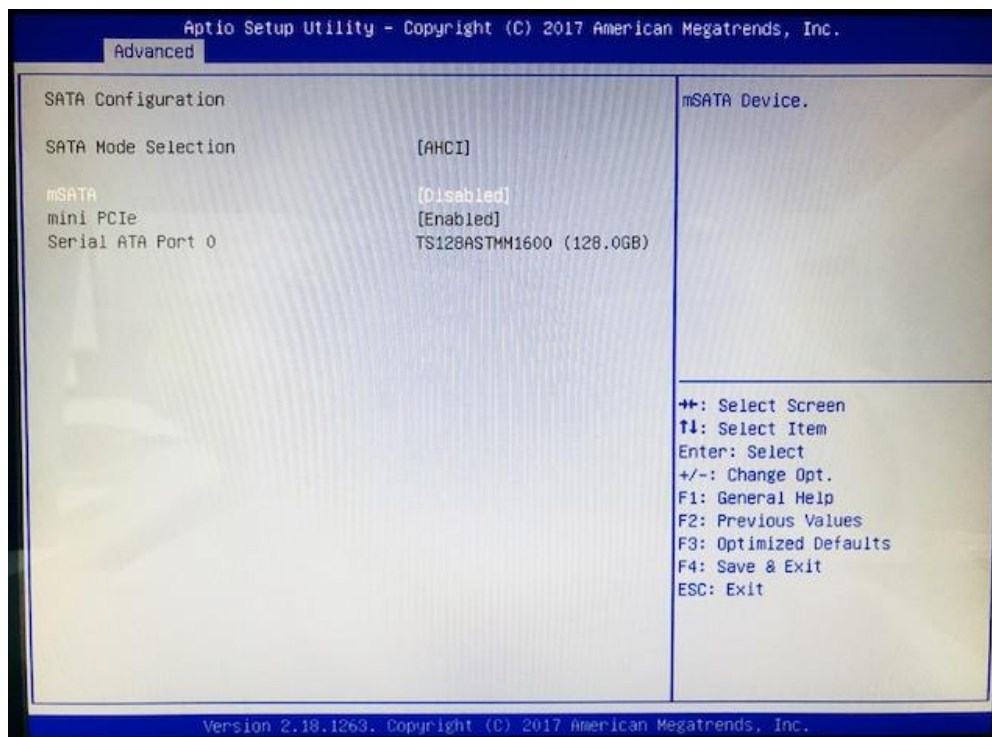 Aptio Setup Utility – Copyright (C) 2017 American Megatrends, Inc.
Advanced
SATA Configuration
SATA Mode Selection [AHCI]
mSATA [Disabled]
mini PCIe [Enabled]
Serial ATA Port 0 TS128ASTMM1600 (128.0GB)
mSATA Device.
→←: Select Screen
↑↓: Select Item
Enter: Select
+/-: Change Opt.
F1: General Help
F2: Previous Values
F3: Optimized Defaults
F4: Save & Exit
ESC: Exit
Version 2.18.1263. Copyright (C) 2017 American Megatrends, Inc.